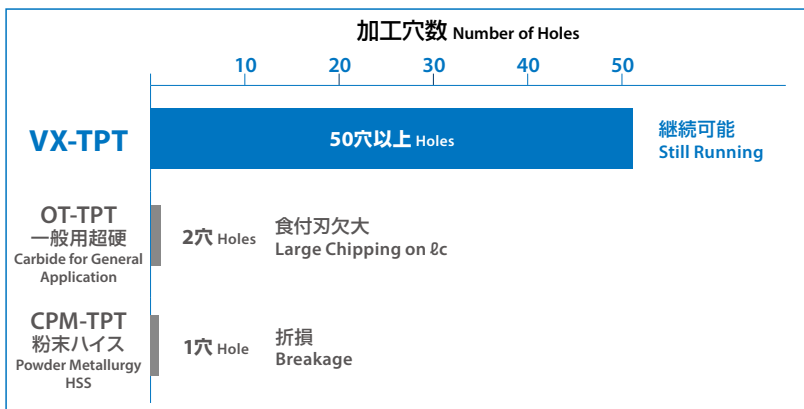 加工穴数 Number of Holes
10 20 30 40 50
VX-TPT
50穴以上 Holes
継続可能
Still Running
OT-TPT
一般用超硬
Carbide for General
Application
2穴 Holes
食付刃欠大
Large Chipping on ℓc
CPM-TPT
粉末ハイス
Powder Metallurgy
HSS
1穴 Hole
折損
Breakage